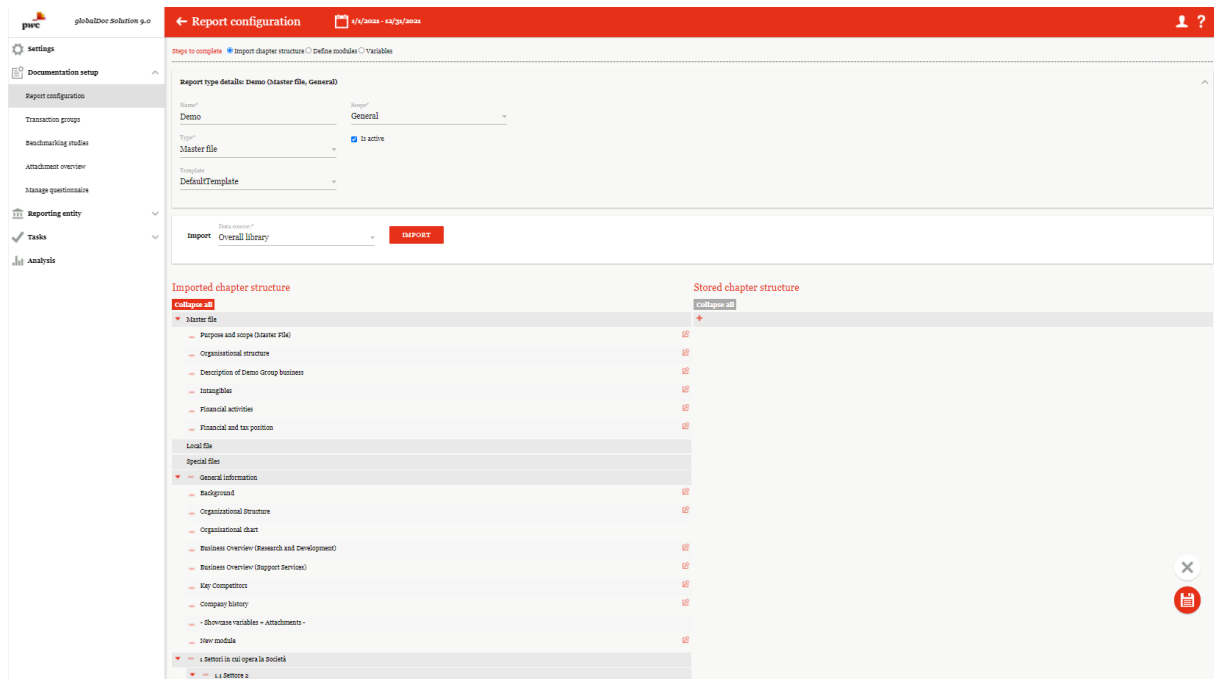 pwc
globalDoc Solution 9.0
Report configuration
1/1/2021 - 12/31/2021
?
Settings
Documentation setup
Report configuration
Transaction groups
Benchmarking studies
Attachment overview
Manage questionnaire
Reporting entity
Tasks
Analysis
Steps to complete Import chapter structure Define modules Variables
Report type details: Demo (Master file, General)
Name* Scope*
Demo General
Type* Is active
Master file
Template
DefaultTemplate
Data source:*
Import Overall library IMPORT
Imported chapter structure
Collapse all
Master file
Purpose and scope (Master File)
Organisational structure
Description of Demo Group business
Intangibles
Financial activities
Financial and tax position
Local file
Special files
General information
Background
Organizational Structure
Organisational chart
Business Overview (Research and Development)
Business Overview (Support Services)
Key Competitors
Company history
- Showcase variables + Attachments -
New module
1 Settori in cui opera la Società
1.1 Settore 2
Stored chapter structure
Collapse all
+